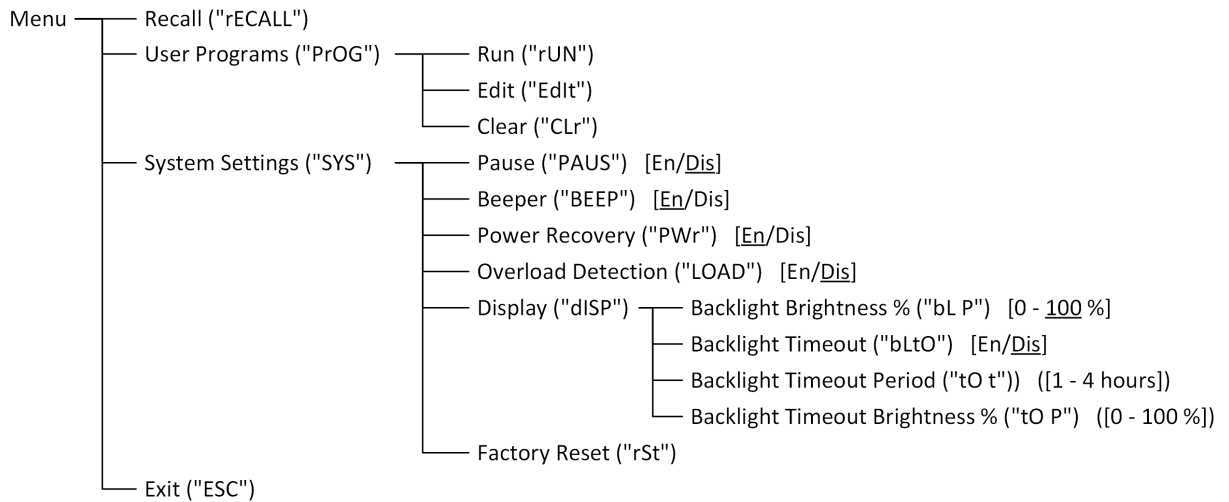 Menu Recall ("rECALL")
User Programs ("PrOG") Run ("rUN")
Edit ("EdIt")
Clear ("CLr")
System Settings ("SYS") Pause ("PAUS") [En/Dis]
Beeper ("BEEP") [En/Dis]
Power Recovery ("PWr") [En/Dis]
Overload Detection ("LOAD") [En/Dis]
Display ("dISP") Backlight Brightness % ("bL P") [0 - 100 %]
Backlight Timeout ("bLtO") [En/Dis]
Backlight Timeout Period ("tO t")) ([1 - 4 hours])
Backlight Timeout Brightness % ("tO P") ([0 - 100 %])
Factory Reset ("rSt")
Exit ("ESC")